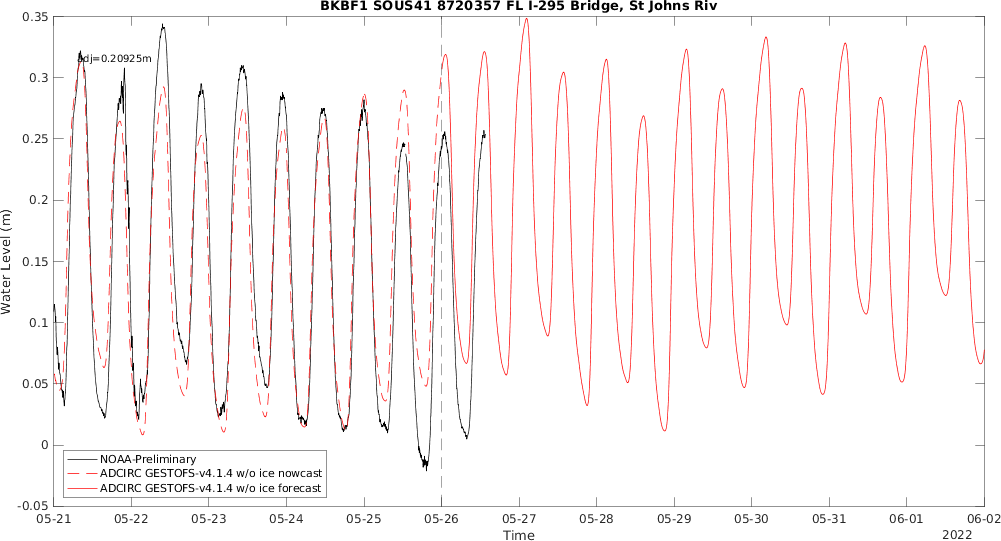 BKBF1 SOUS41 8720357 FL I-295 Bridge, St Johns Riv
0.35
0.3
0.25
0.2
0.15
0.1
0.05
0
-0.05
Water Level (m)
adj=0.20925m
NOAA-Preliminary
ADCIRC GESTOFS-v4.1.4 w/o ice nowcast
ADCIRC GESTOFS-v4.1.4 w/o ice forecast
05-21 05-22 05-23 05-24 05-25 05-26 05-27 05-28 05-29 05-30 05-31 06-01 06-02
Time
2022